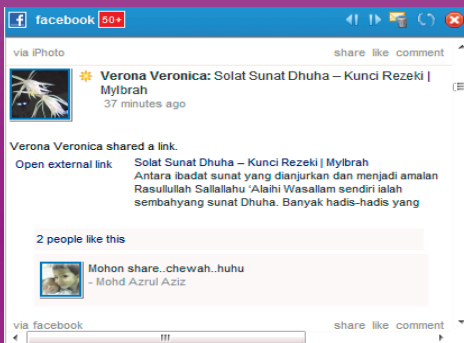 facebook 50+
via iPhoto share like comment
Verona Veronica: Solat Sunat Dhuha – Kunci Rezeki |
MyIbrah
37 minutes ago
Verona Veronica shared a link.
Open external link Solat Sunat Dhuha – Kunci Rezeki | MyIbrah
Antara ibadat sunat yang dianjurkan dan menjadi amalan
Rasullullah Sallallahu ‘Alaihi Wasallam sendiri ialah
sembahyang sunat Dhuha. Banyak hadis-hadis yang
2 people like this
Mohon share..chewah..huhu
- Mohd Azrul Aziz
via facebook share like comment